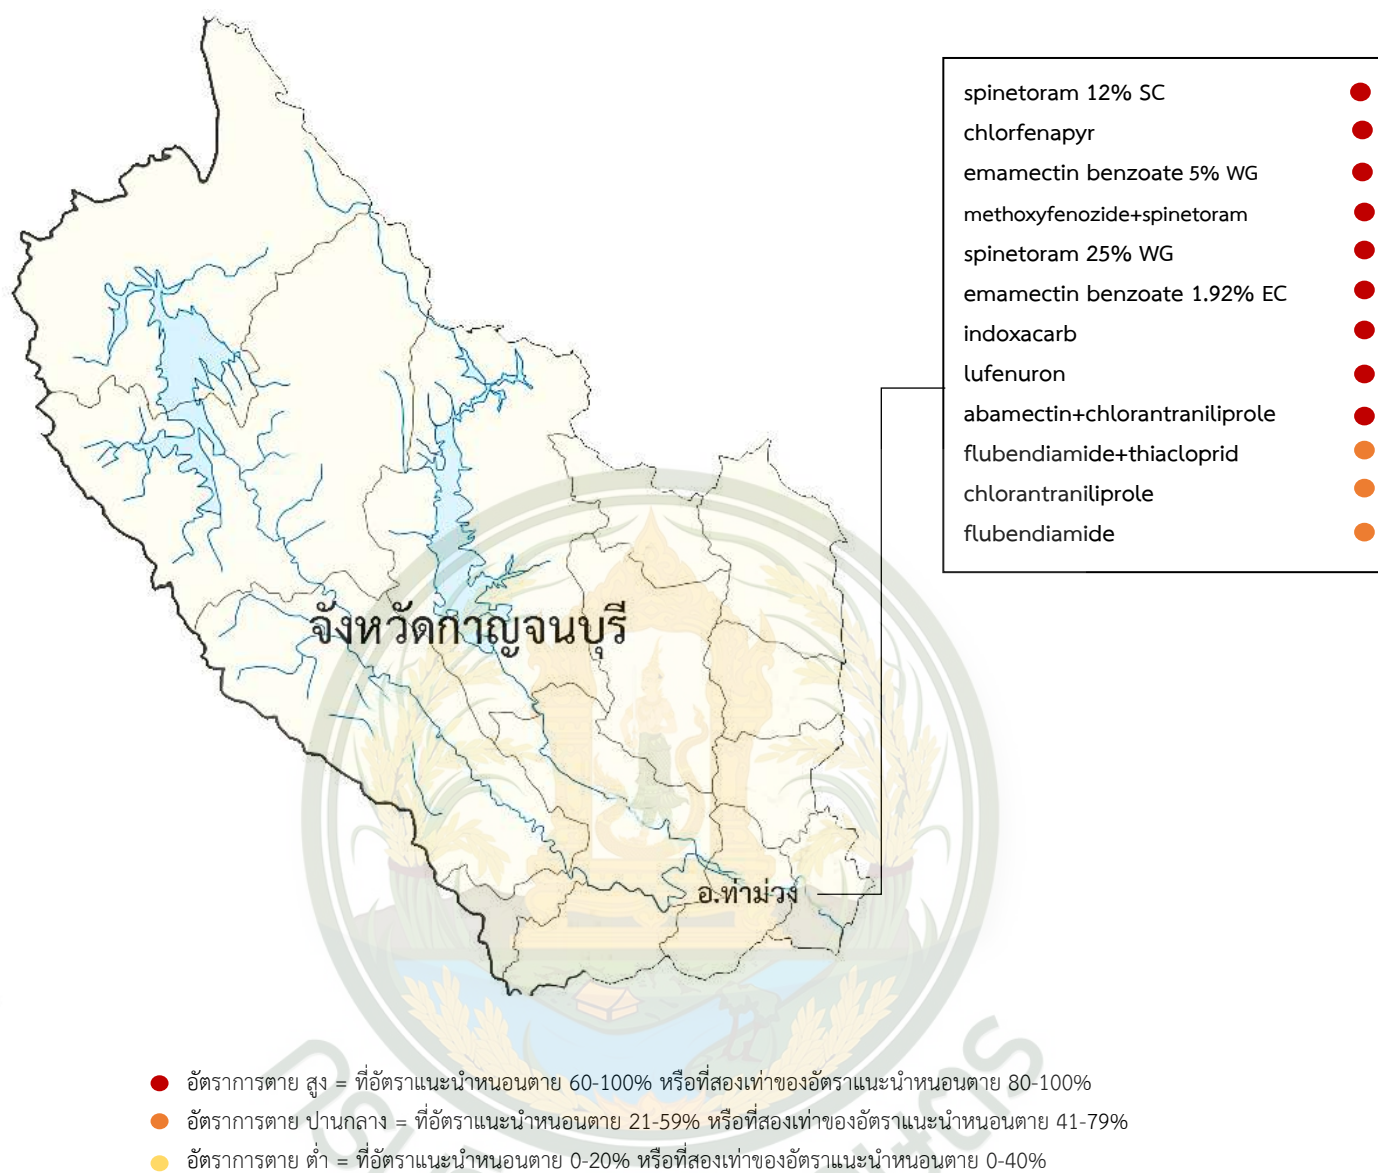 spinetoram 12% SC
chlorfenapyr
emamectin benzoate 5% WG
methoxyfenozide+spinetoram
spinetoram 25% WG
emamectin benzoate 1.92% EC
indoxacarb
lufenuron
abamectin+chlorantraniliprole
flubendiamide+thiacloprid
chlorantraniliprole
flubendiamide
จังหวัดกาญจนบุรี
อ.ท่าม่วง
อัตราการตาย สูง = ที่อัตราแนะนำหนอนตาย 60-100% หรือที่สองเท่าของอัตราแนะนำหนอนตาย 80-100%
อัตราการตาย ปานกลาง = ที่อัตราแนะนำหนอนตาย 21-59% หรือที่สองเท่าของอัตราแนะนำหนอนตาย 41-79%
อัตราการตาย ต่ำ = ที่อัตราแนะนำหนอนตาย 0-20% หรือที่สองเท่าของอัตราแนะนำหนอนตาย 0-40%